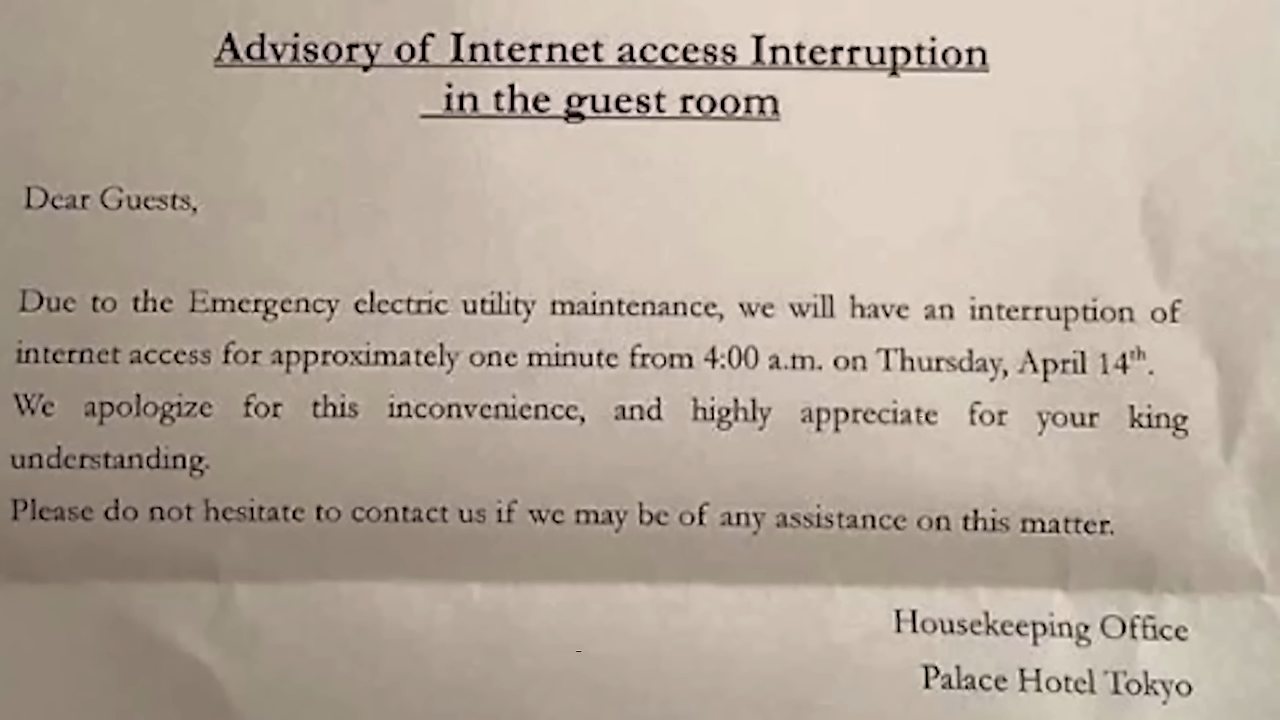 Advisory of Internet access Interruption
in the guest room
Dear Guests,
Due to the Emergency electric utility maintenance, we will have an interruption of
internet access for approximately one minute from 4:00 a.m. on Thursday, April 14th.
We apologize for this inconvenience, and highly appreciate for your king
understanding.
Please do not hesitate to contact us if we may be of any assistance on this matter.
Housekeeping Office
Palace Hotel Tokyo